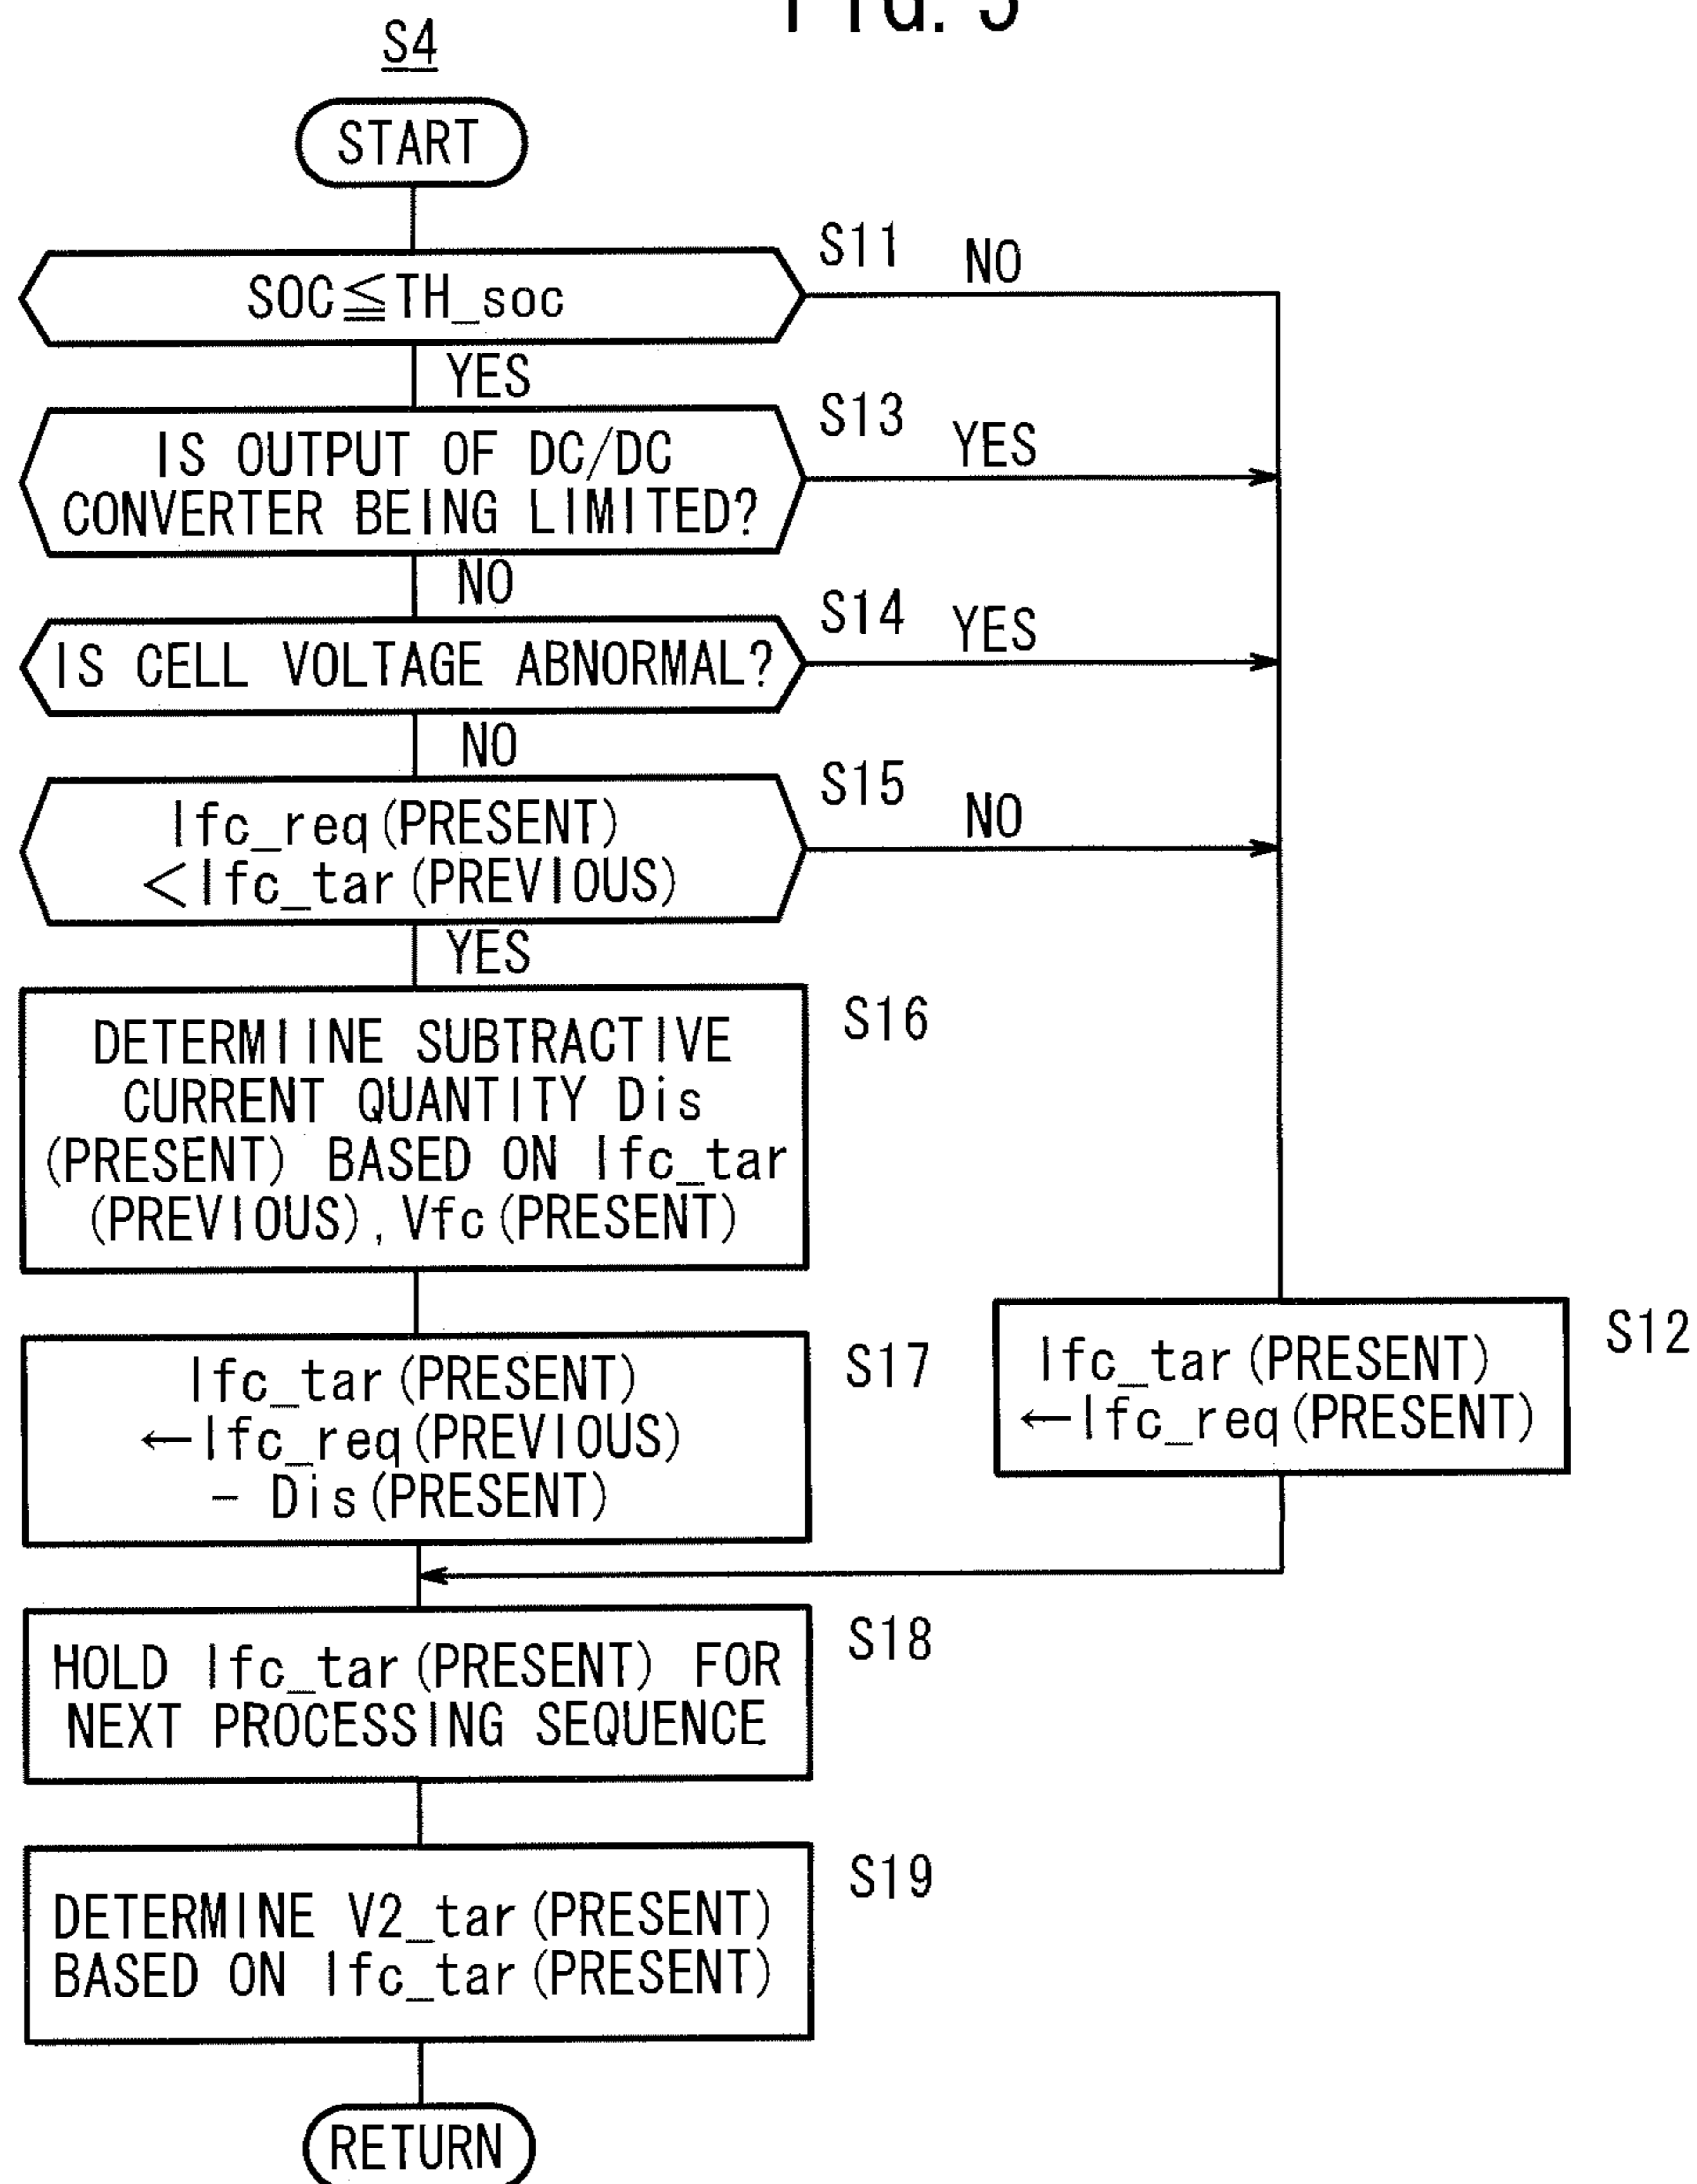 S4
START
S11
NO
SOC≦TH_soc
YES
S13
YES
IS OUTPUT OF DC/DC
CONVERTER BEING LIMITED?
NO
S14
YES
IS CELL VOLTAGE ABNORMAL?
NO
S15
NO
Ifc_req(PRESENT)
<Ifc_tar(PREVIOUS)
YES
S16
DETERMIINE SUBTRACTIVE
CURRENT QUANTITY Dis
(PRESENT) BASED ON Ifc_tar
(PREVIOUS), Vfc(PRESENT)
S17
Ifc_tar(PRESENT)
←Ifc_req(PREVIOUS)
- Dis(PRESENT)
S12
Ifc_tar(PRESENT)
←Ifc_req(PRESENT)
S18
HOLD Ifc_tar(PRESENT) FOR
NEXT PROCESSING SEQUENCE
S19
DETERMINE V2_tar(PRESENT)
BASED ON Ifc_tar(PRESENT)
RETURN